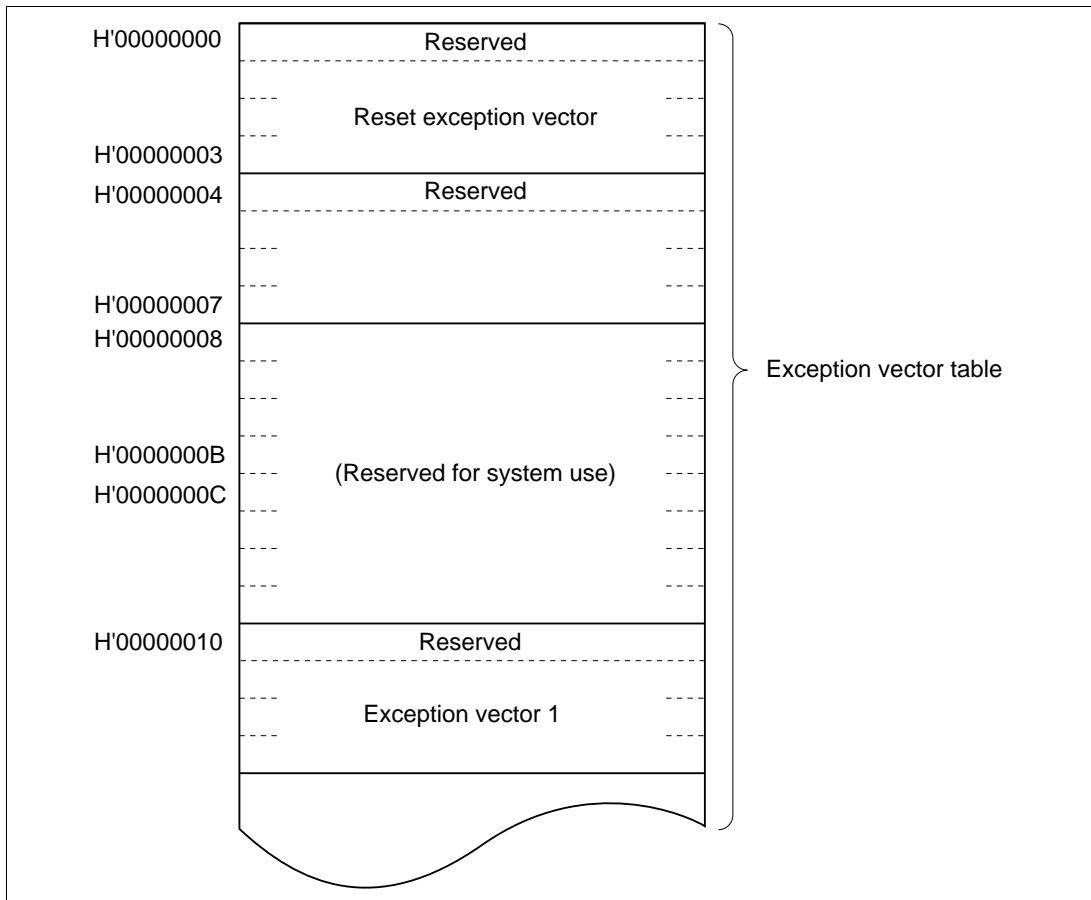 H'00000000
Reserved
Reset exception vector
H'00000003
H'00000004
Reserved
H'00000007
H'00000008
Exception vector table
H'0000000B
(Reserved for system use)
H'0000000C
H'00000010
Reserved
Exception vector 1